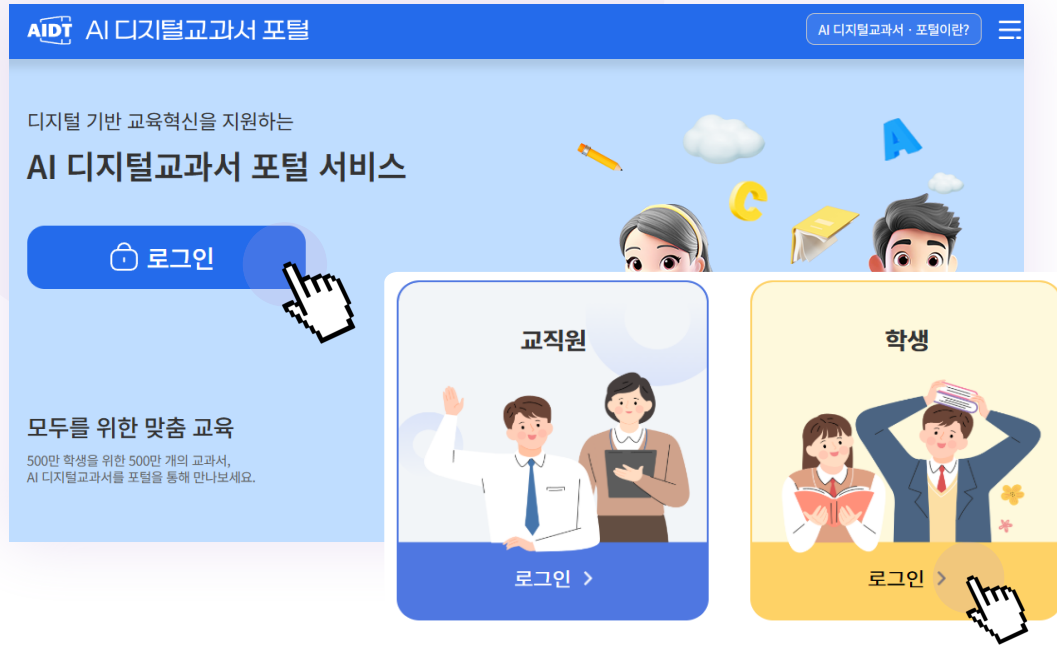 AIDT AI 디지털교과서 포털
AI 디지털교과서 · 포털이란?
디지털 기반 교육혁신을 지원하는
AI 디지털교과서 포털 서비스
A
C
로그인
교직원
학생
모두를 위한 맞춤 교육
500만 학생을 위한 500만 개의 교과서,
AI 디지털교과서를 포털을 통해 만나보세요.
로그인 >
로그인 >